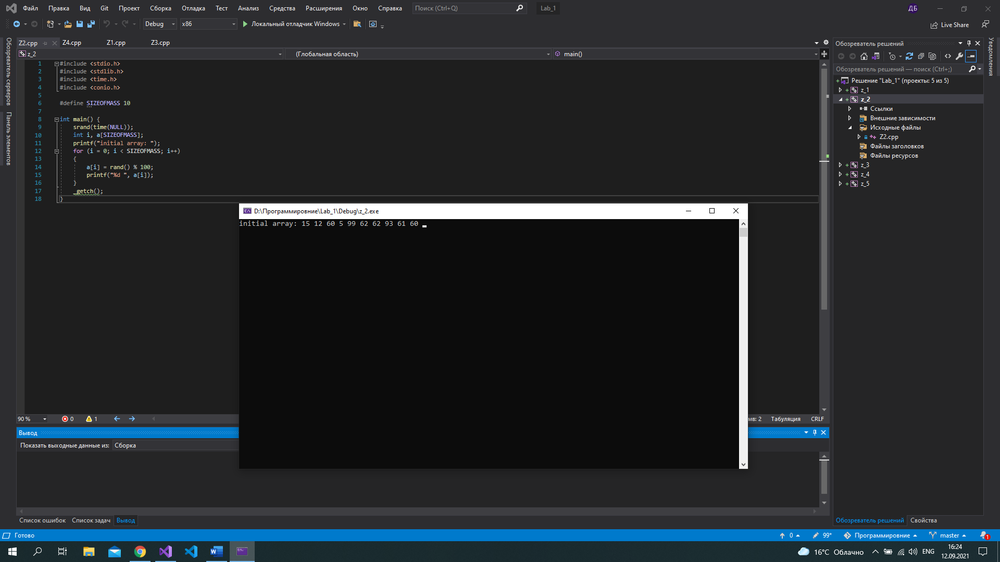 Файл Правка Вид Git Проект Сборка Отладка Тест Анализ Средства Расширения Окно Справка Поиск (Ctrl+Q) Lab_1 ДБ
Debug x86 Локальный отладчик Windows Live Share
Обозреватель серверов
Панель элементов
Z2.cpp Z4.cpp Z1.cpp Z3.cpp
z_2 (Глобальная область) main()
1 #include <stdio.h>
2 #include <stdlib.h>
3 #include <time.h>
4 #include <conio.h>
5
6 #define SIZEOFMASS 10
7
8 int main() {
9 srand(time(NULL));
10 int i, a[SIZEOFMASS];
11 printf("initial array: ");
12 for (i = 0; i < SIZEOFMASS; i++)
13 {
14 a[i] = rand() % 100;
15 printf("%d ", a[i]);
16 }
17 _getch();
18 }
D:\Программировние\Lab_1\Debug\z_2.exe
initial array: 15 12 60 5 99 62 62 93 61 60
90 % 0 1 мв: 2 Табуляция CRLF
Вывод
Показать выходные данные из: Сборка
Список ошибок Список задач Вывод
Обозреватель решений
Обозреватель решений — поиск (Ctrl+;)
Решение "Lab_1" (проекты: 5 из 5)
z_1
z_2
Ссылки
Внешние зависимости
Исходные файлы
Z2.cpp
Файлы заголовков
Файлы ресурсов
z_3
z_4
z_5
Обозреватель решений Свойства
Уведомления
Готово 0 99* Программировние master 1
16°C Облачно ENG 16:24
12.09.2021